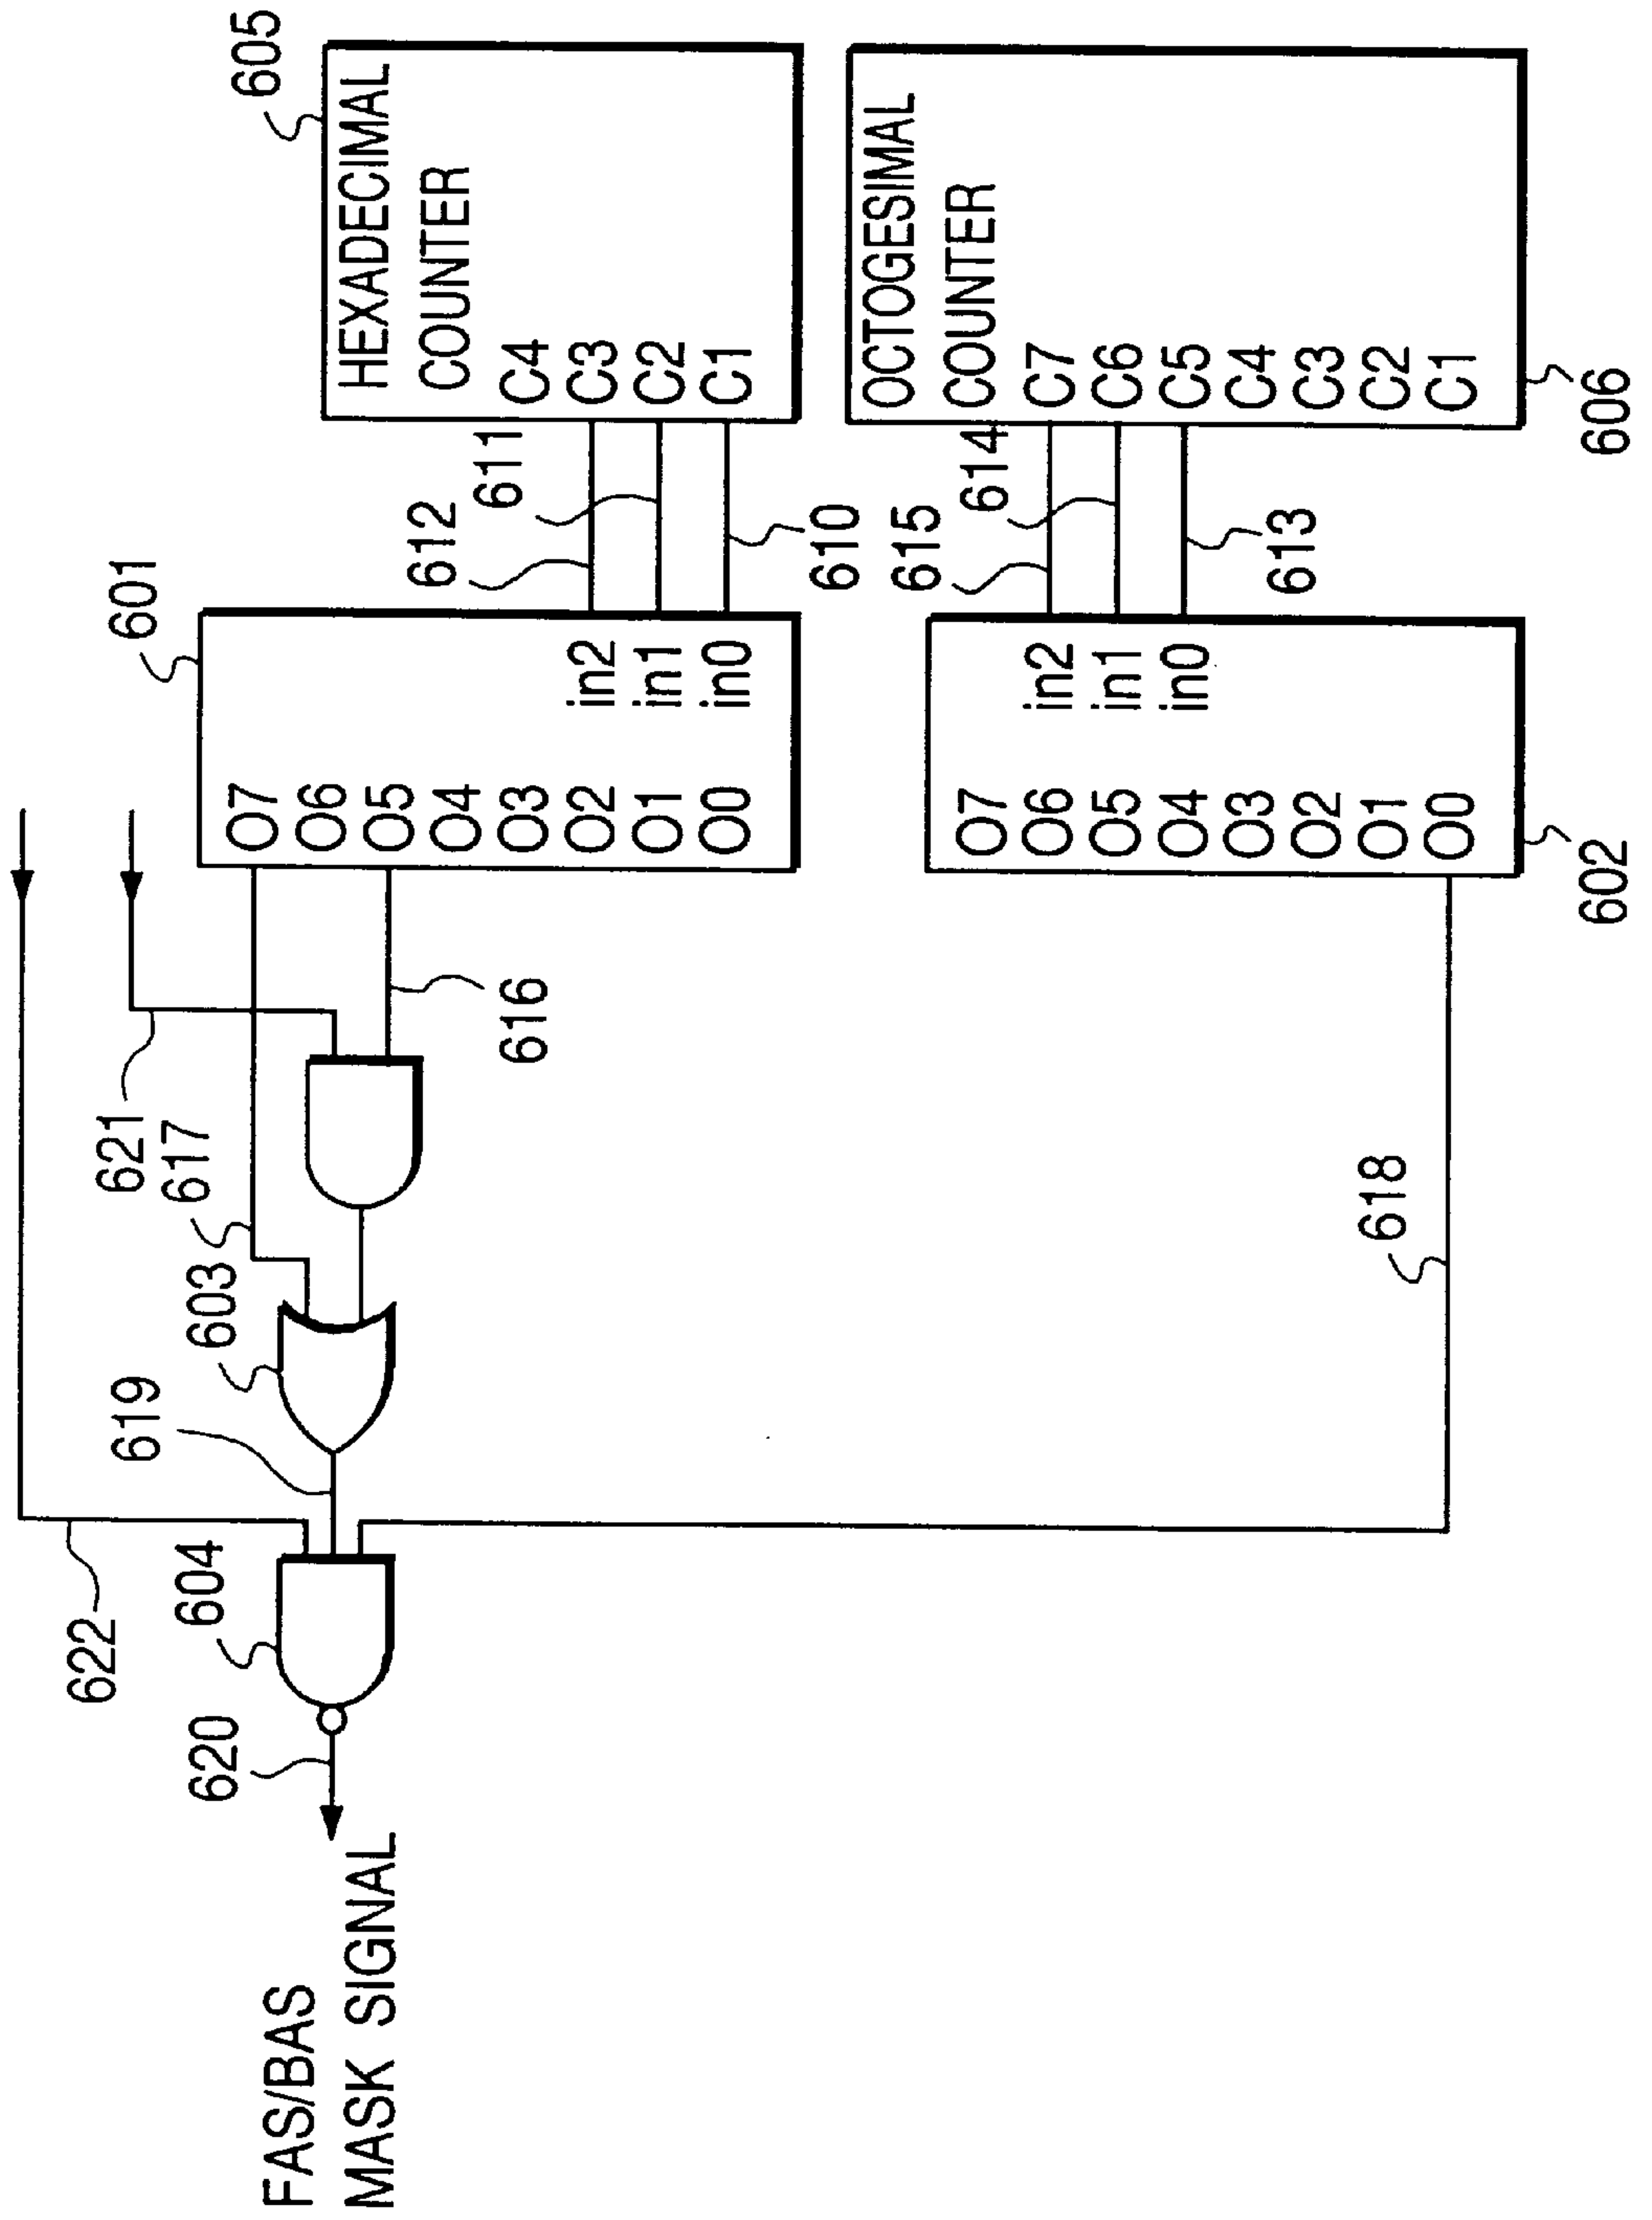 605
HEXADECIMAL
COUNTER
C4
C3
C2
C1
OCTOGESIMAL
COUNTER
C7
C6
C5
C4
C3
C2
C1
606
612
611
610
615
614
613
601
in2
in1
in0
O7
O6
O5
O4
O3
O2
O1
O0
in2
in1
in0
O7
O6
O5
O4
O3
O2
O1
O0
602
621
617
616
603
619
618
622
604
620
FAS/BAS
MASK SIGNAL